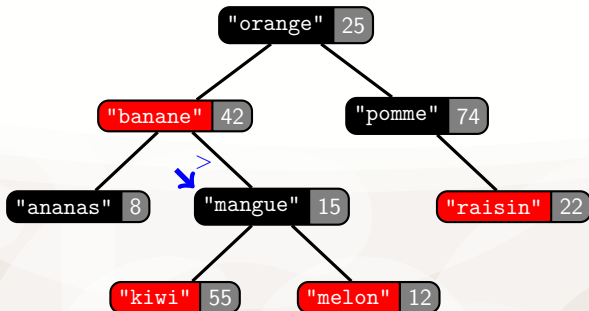 "orange" 25
"banane" 42
"pomme" 74
>
"ananas" 8
"mangue" 15
"raisin" 22
"kiwi" 55
"melon" 12